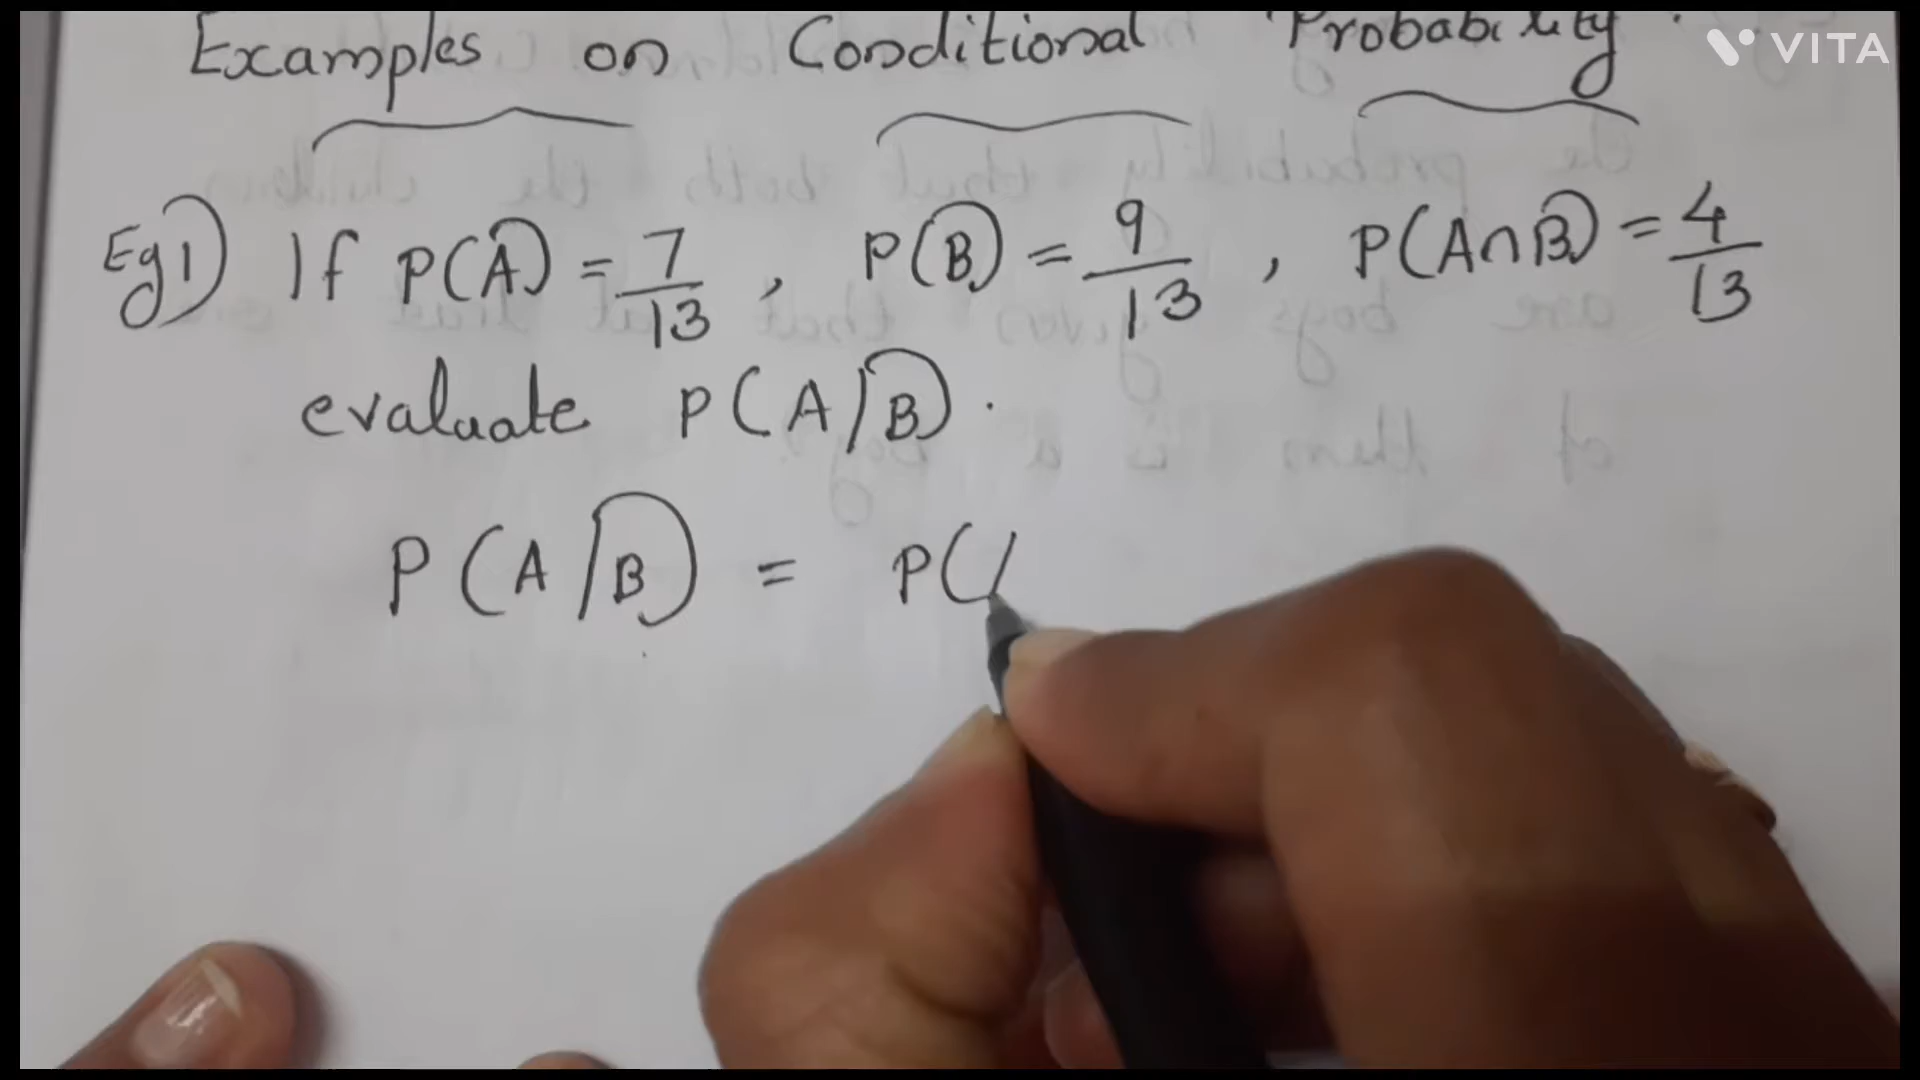 Examples on Conditional Probability.
VITA
Eg1) If P(A) = 7/13, P(B) = 9/13, P(A∩B) = 4/13
evaluate P(A/B).
P(A/B) = P(